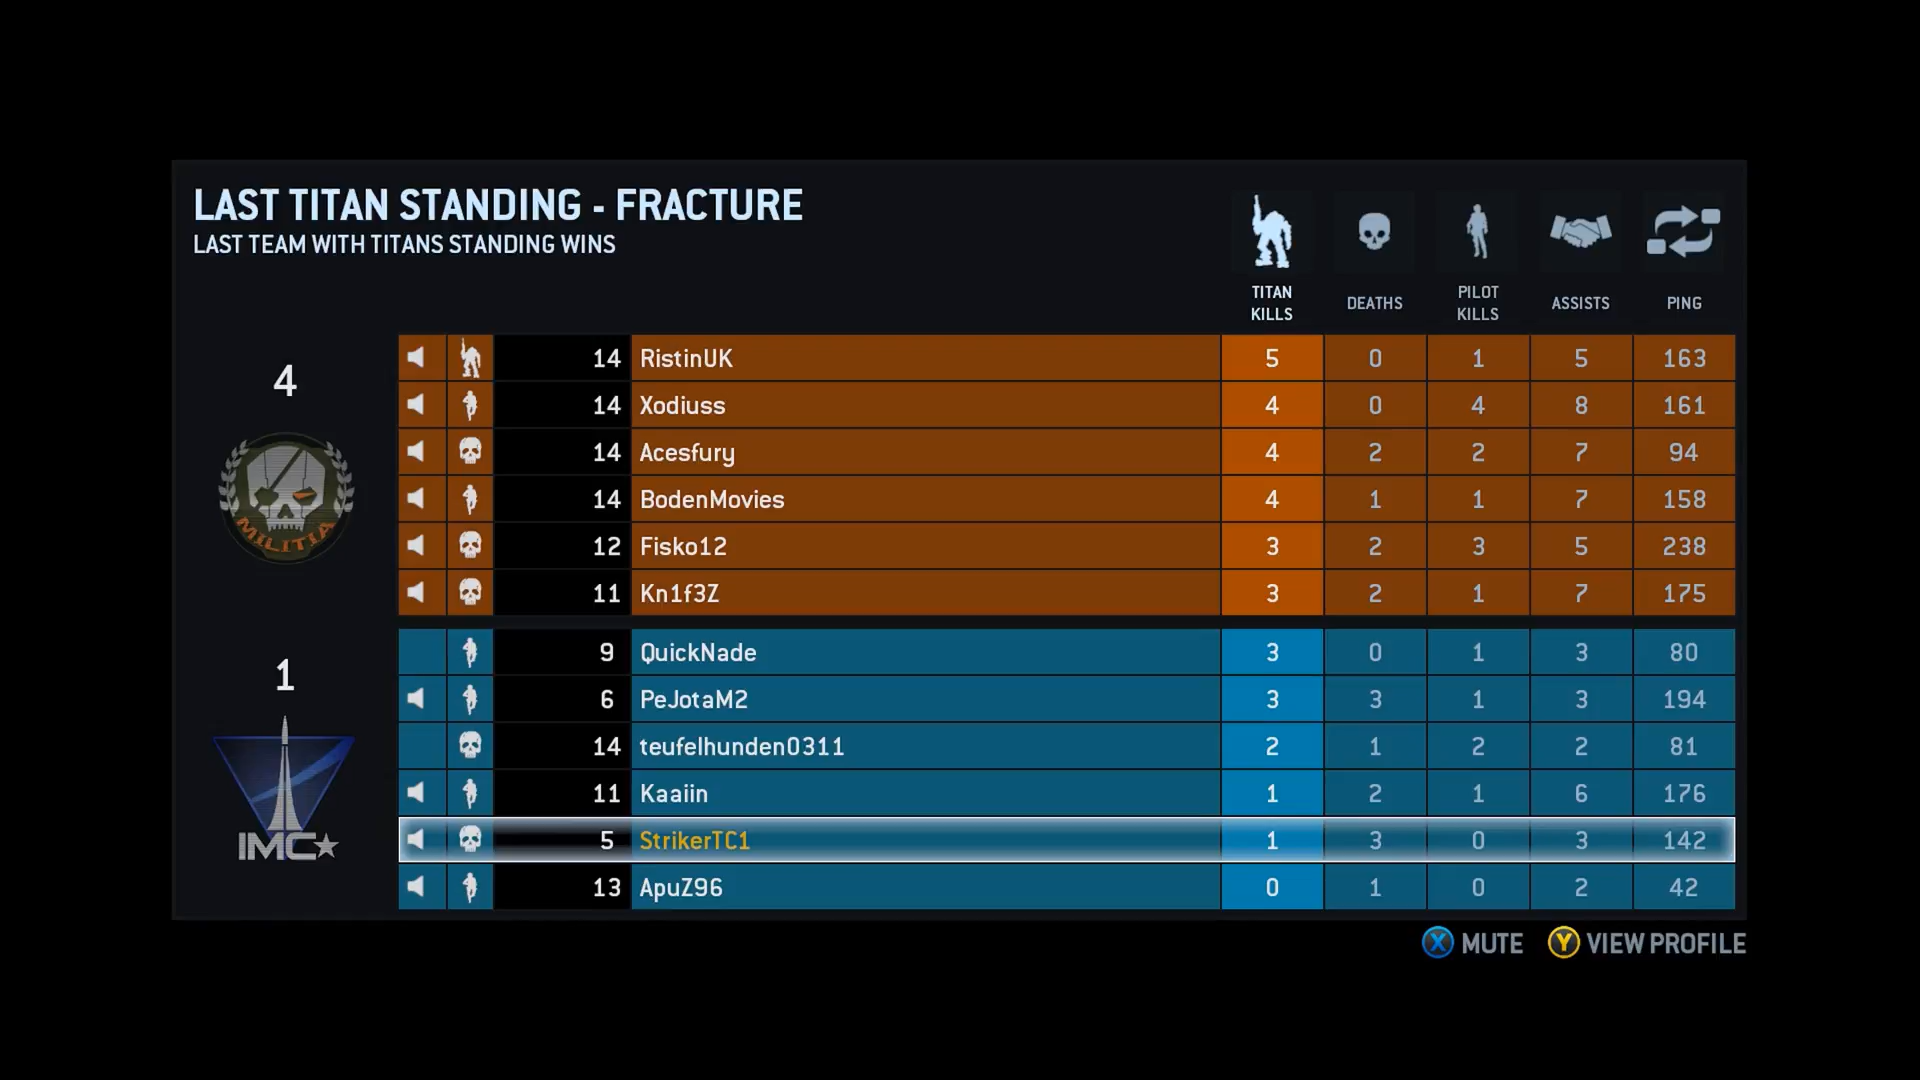 LAST TITAN STANDING - FRACTURE
LAST TEAM WITH TITANS STANDING WINS
TITAN KILLS DEATHS PILOT KILLS ASSISTS PING
4
MILITIA
14 RistinUK 5 0 1 5 163
14 Xodiuss 4 0 4 8 161
14 Acesfury 4 2 2 7 94
14 BodenMovies 4 1 1 7 158
12 Fisko12 3 2 3 5 238
11 Kn1f3Z 3 2 1 7 175
1
IMC
9 QuickNade 3 0 1 3 80
6 PeJotaM2 3 3 1 3 194
14 teufelhunden0311 2 1 2 2 81
11 Kaaiin 1 2 1 6 176
5 StrikerTC1 1 3 0 3 142
13 ApuZ96 0 1 0 2 42
X MUTE Y VIEW PROFILE